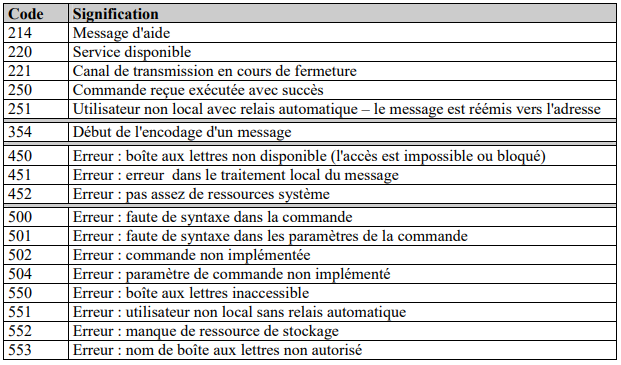 Code Signification
214 Message d'aide
220 Service disponible
221 Canal de transmission en cours de fermeture
250 Commande reçue exécutée avec succès
251 Utilisateur non local avec relais automatique – le message est réémis vers l'adresse
354 Début de l'encodage d'un message
450 Erreur : boîte aux lettres non disponible (l'accès est impossible ou bloqué)
451 Erreur : erreur dans le traitement local du message
452 Erreur : pas assez de ressources système
500 Erreur : faute de syntaxe dans la commande
501 Erreur : faute de syntaxe dans les paramètres de la commande
502 Erreur : commande non implémentée
504 Erreur : paramètre de commande non implémenté
550 Erreur : boîte aux lettres inaccessible
551 Erreur : utilisateur non local sans relais automatique
552 Erreur : manque de ressource de stockage
553 Erreur : nom de boîte aux lettres non autorisé